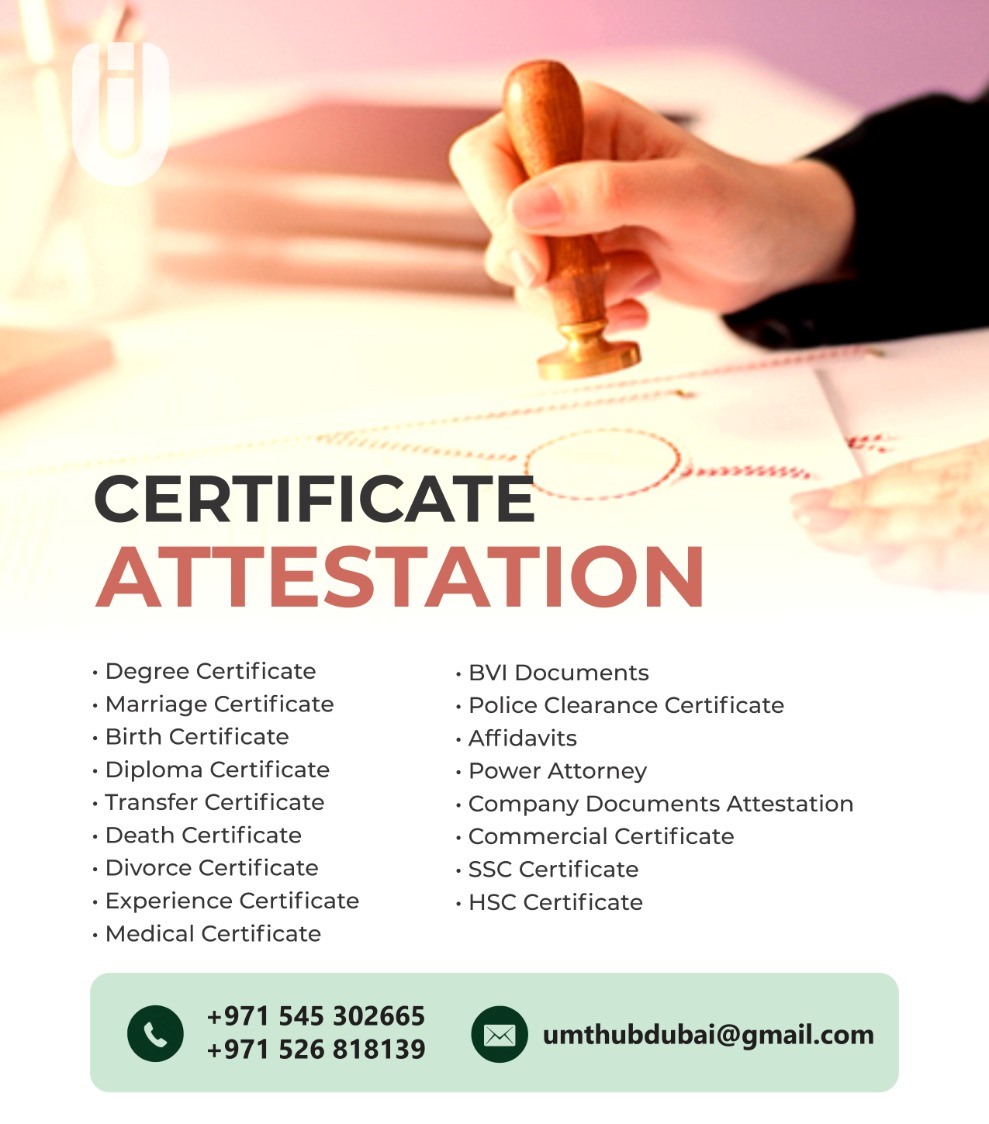 CERTIFICATE
ATTESTATION
• Degree Certificate
• Marriage Certificate
• Birth Certificate
• Diploma Certificate
• Transfer Certificate
• Death Certificate
• Divorce Certificate
• Experience Certificate
• Medical Certificate
• BVI Documents
• Police Clearance Certificate
• Affidavits
• Power Attorney
• Company Documents Attestation
• Commercial Certificate
• SSC Certificate
• HSC Certificate
+971 545 302665
+971 526 818139
umthubdubai@gmail.com